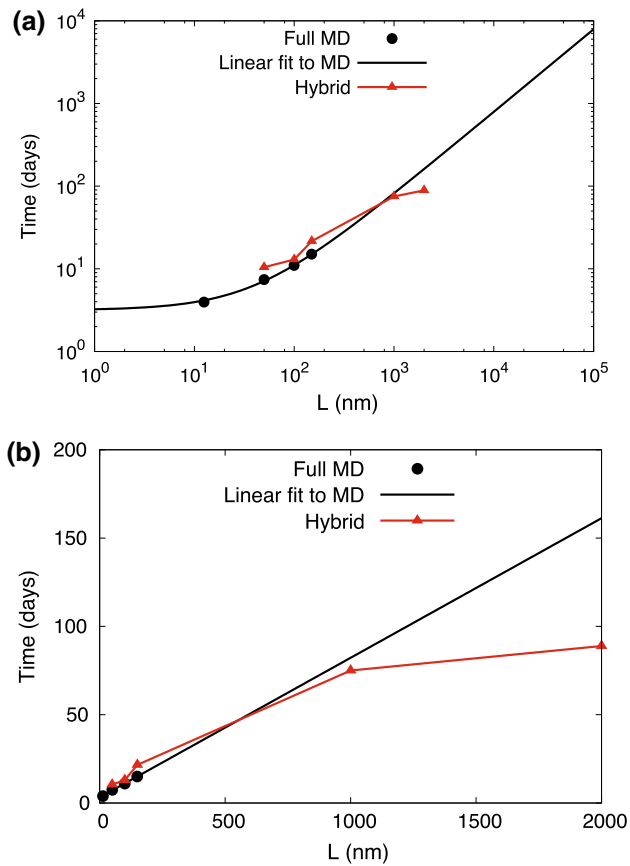 (a)
Full MD
Linear fit to MD
Hybrid
Time (days)
10^4
10^3
10^2
10^1
10^0
10^0 10^1 10^2 10^3 10^4 10^5
L (nm)
(b)
Full MD
Linear fit to MD
Hybrid
Time (days)
200
150
100
50
0
0 500 1000 1500 2000
L (nm)